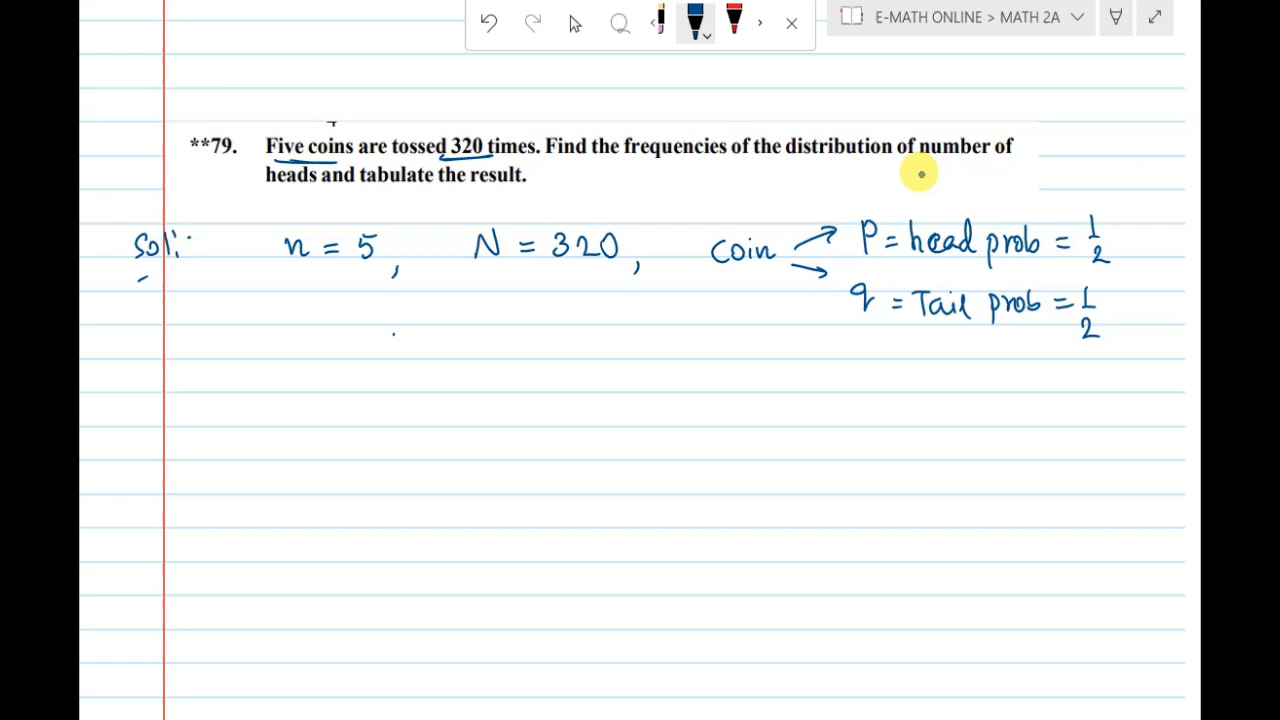 E-MATH ONLINE > MATH 2A
**79. Five coins are tossed 320 times. Find the frequencies of the distribution of number of
heads and tabulate the result.
Sol: n = 5, N = 320, coin P = head prob = 1/2
q = Tail prob = 1/2